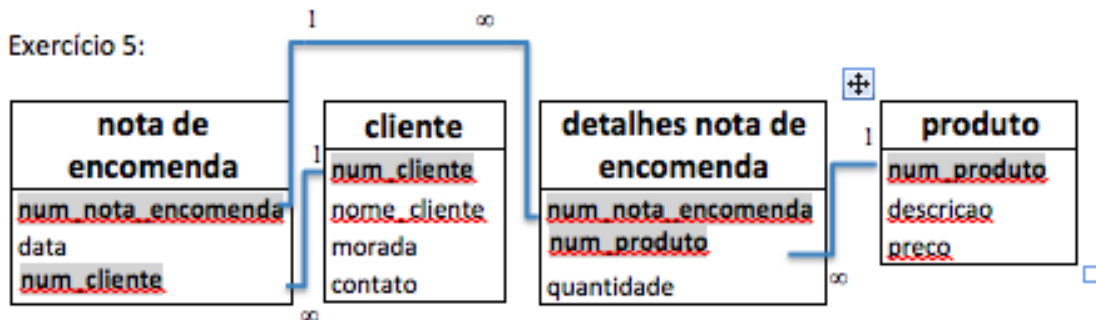 1 ∞
Exercício 5:
nota de
encomenda
num_nota_encomenda
data
num_cliente
∞
1
cliente
num_cliente
nome_cliente
morada
contato
detalhes nota de
encomenda
num_nota_encomenda
num_produto
quantidade
∞
1
produto
num_produto
descricao
preco